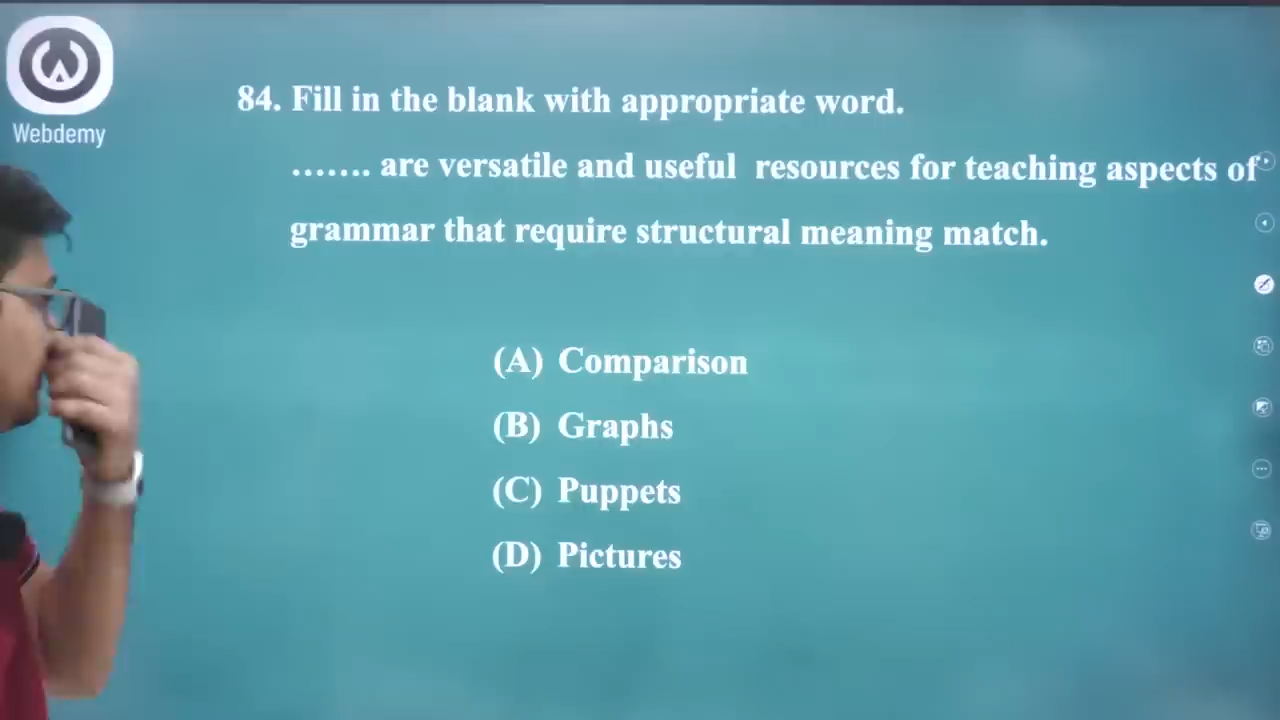 Webdemy
84. Fill in the blank with appropriate word.
....... are versatile and useful resources for teaching aspects of
grammar that require structural meaning match.
(A) Comparison
(B) Graphs
(C) Puppets
(D) Pictures